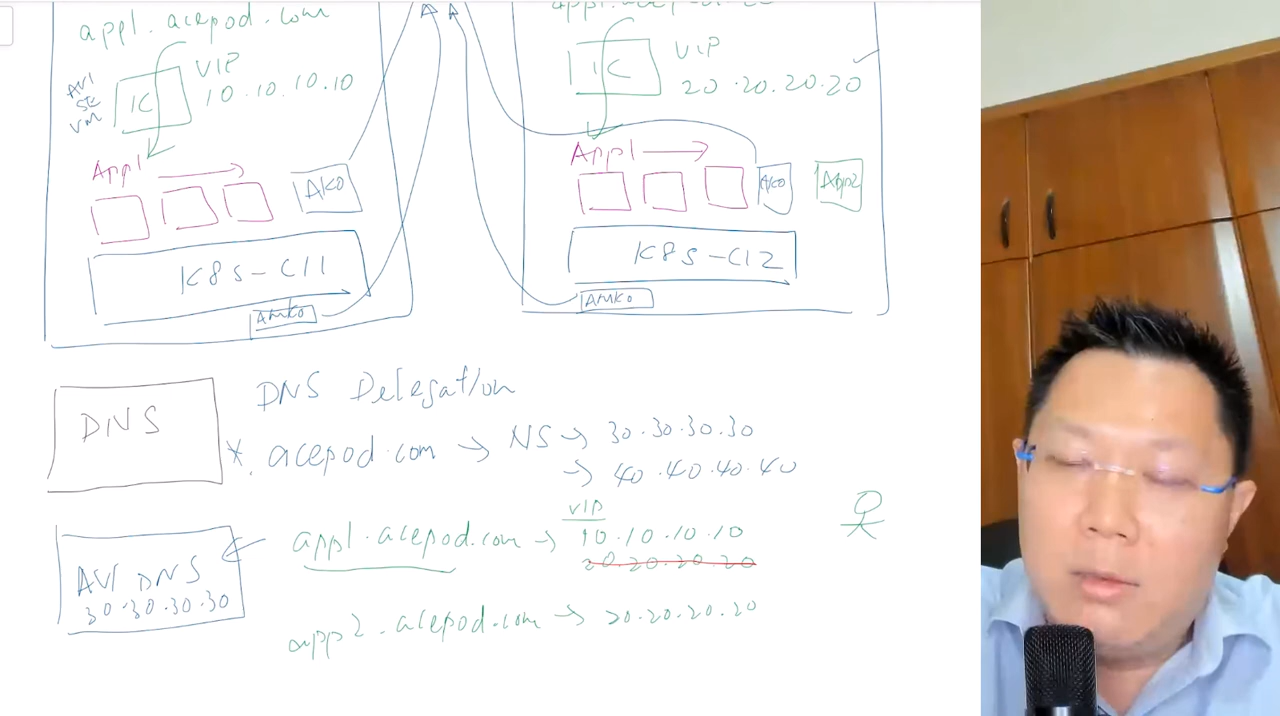 app1.acepod.com
AVI
SE
VM
IC
VIP
10.10.10.10
App1
AKO
K8s-Cl1
AMKO
IC
VIP
20.20.20.20
App1
AKO
App2
K8s-Cl2
AMKO
DNS
DNS Delegation
*.acepod.com → NS → 30.30.30.30
→ 40.40.40.40
AVI DNS
30.30.30.30
VIP
app1.acepod.com → 10.10.10.10
20.20.20.20
app2.acepod.com → 20.20.20.20